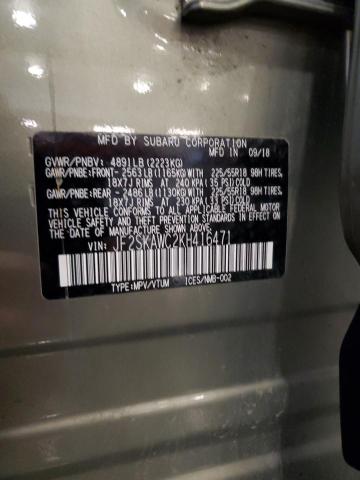 MFD BY SUBARU CORPORATION
MFD IN 09/18
GVWR/PNBV: 4891LB (2223KG)
GAWR/PNBE:FRONT- 2563LB(1165KG) WITH/AVEC 225/55R18 98H TIRES/
18X7J RIMS AT 240 KPA (35 PSI) COLD
GAWR/PNBE:REAR - 2486LB(1130KG) WITH/AVEC 225/55R18 98H TIRES/
18X7J RIMS AT 230 KPA (33 PSI) COLD
THIS VEHICLE CONFORMS TO ALL APPLICABLE FEDERAL MOTOR
VEHICLE SAFETY, BUMPER, AND THEFT PREVENTION STANDARDS
IN EFFECT ON THE DATE OF MANUFACTURE SHOWN ABOVE.
VIN: JF2SKAWC2KH416471
TYPE:MPV/VTUM ICES/NMB-002